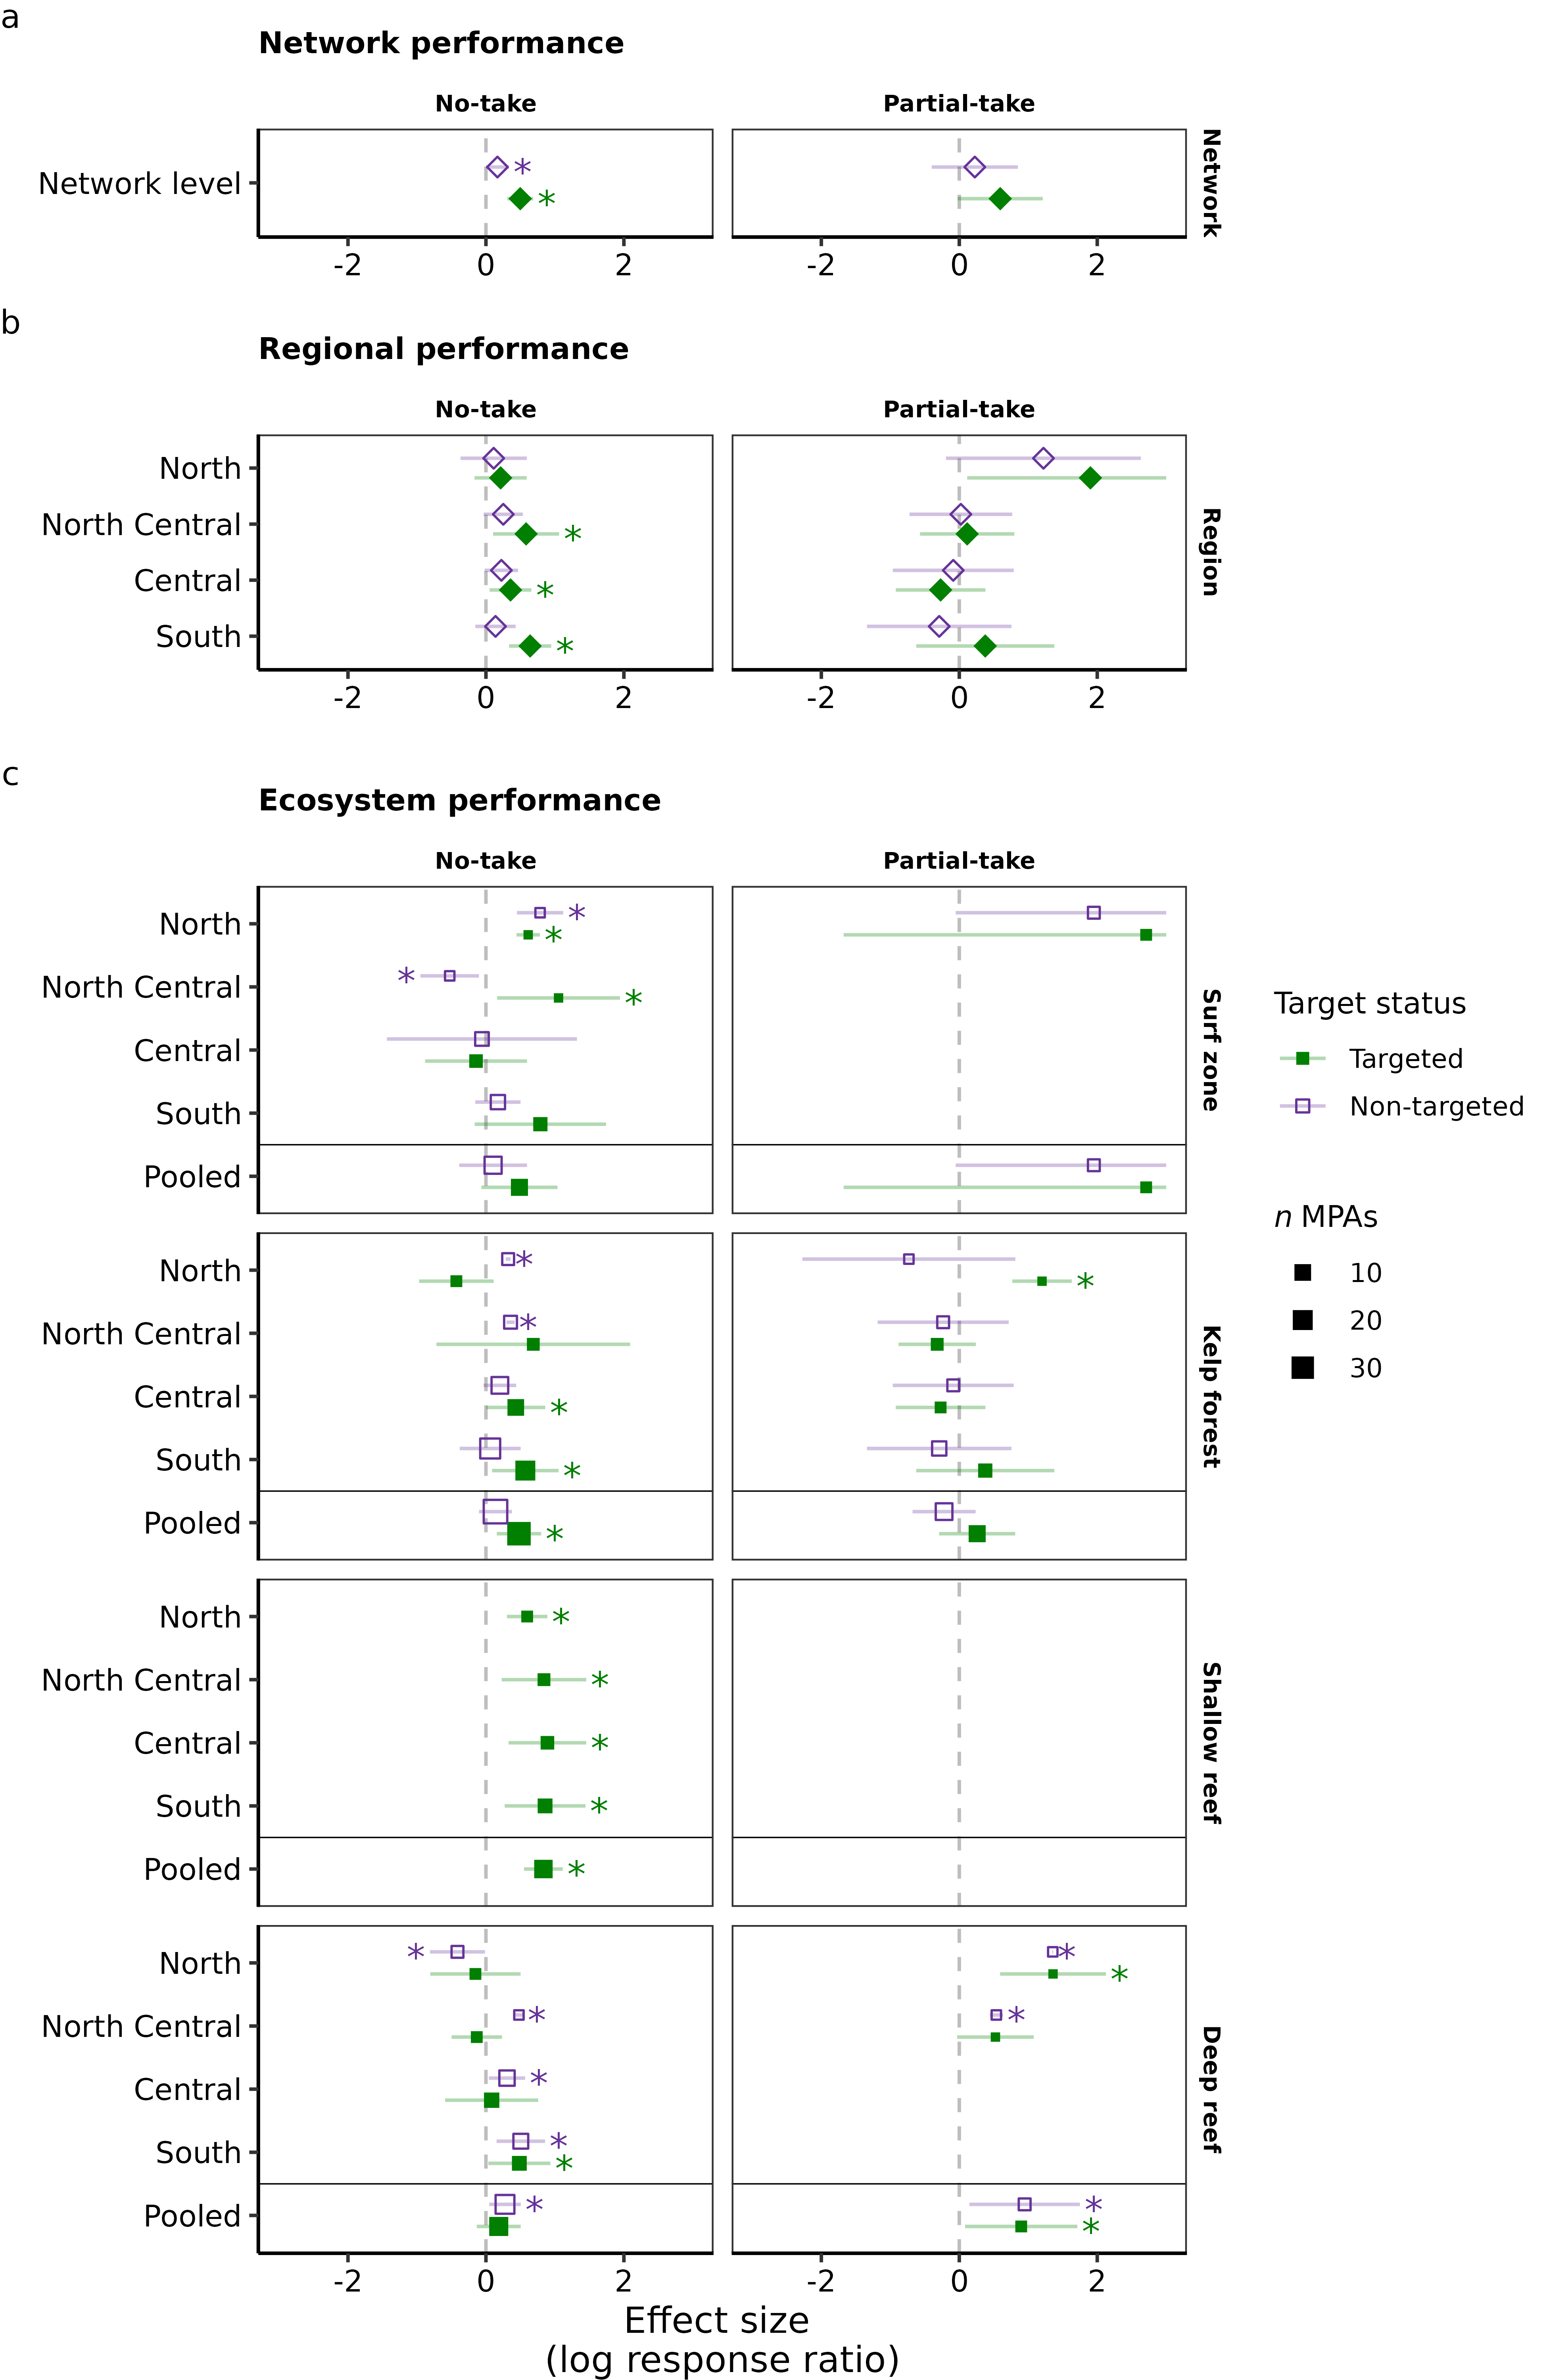 a
Network performance
No-take
Partial-take
Network level
*
*
Network
-2 0 2
-2 0 2
b
Regional performance
No-take
Partial-take
North
North Central *
Central *
South *
Region
-2 0 2
-2 0 2
c
Ecosystem performance
No-take
Partial-take
North * *
North Central * *
Central
South
Pooled
Surf zone
North * *
North Central *
Central *
South *
Pooled *
Kelp forest
North *
North Central *
Central *
South *
Pooled *
Shallow reef
North * * *
North Central * *
Central *
South * *
Pooled * * *
Deep reef
-2 0 2
-2 0 2
Effect size
(log response ratio)
Target status
Targeted
Non-targeted
n MPAs
10
20
30